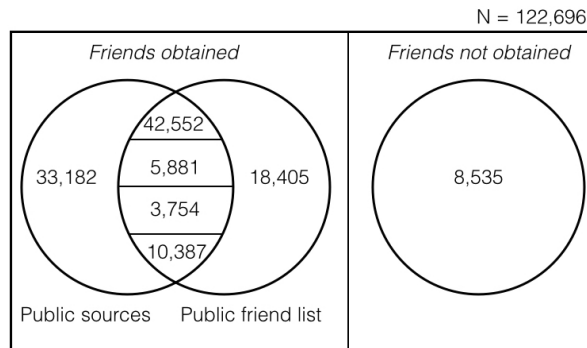 N = 122,696
Friends obtained
Friends not obtained
42,552
33,182
5,881
18,405
8,535
3,754
10,387
Public sources
Public friend list